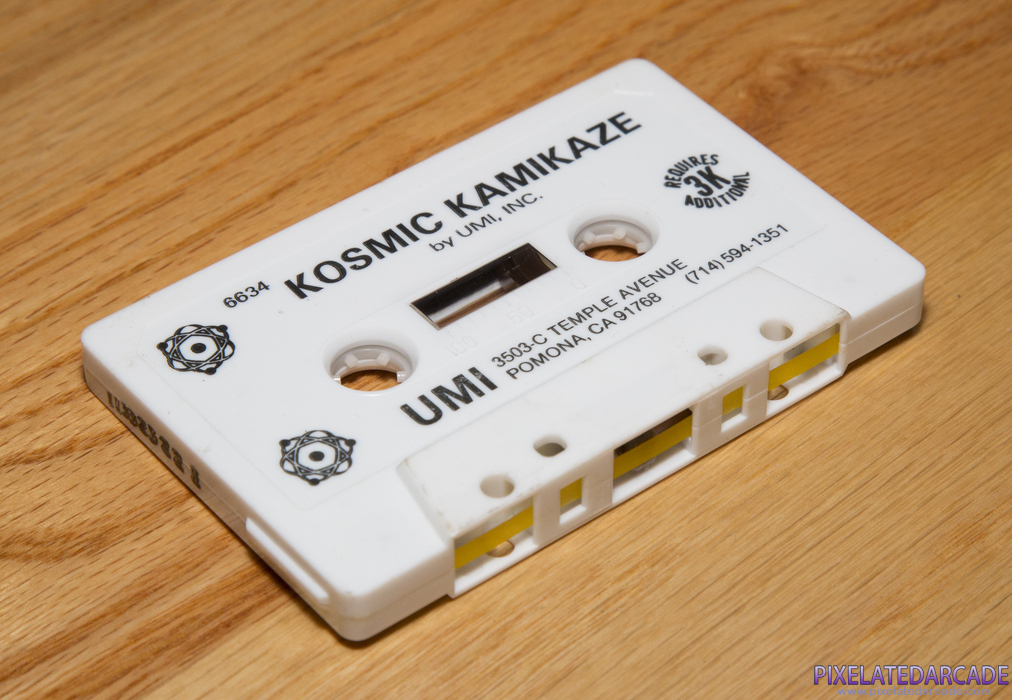 6634
KOSMIC KAMIKAZE
by UMI, INC.
REQUIRES
3K
ADDITIONAL
UMI
3503-C TEMPLE AVENUE
POMONA, CA 91768
(714) 594-1351
PIXELATEDARCADE